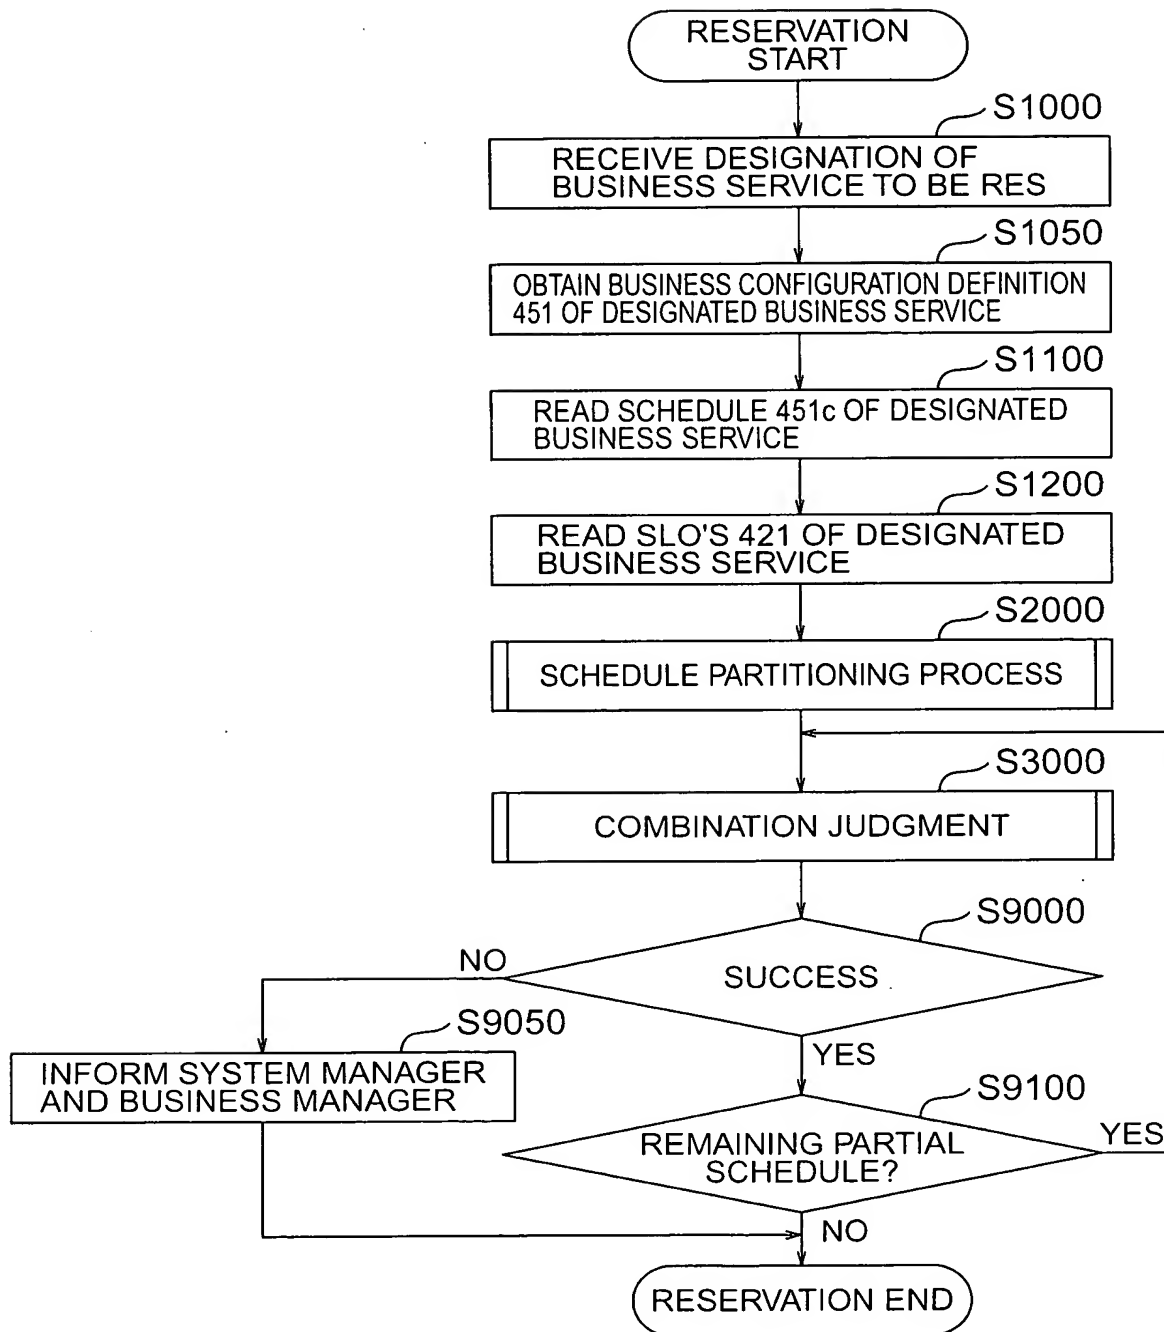 RESERVATION
START
S1000
RECEIVE DESIGNATION OF
BUSINESS SERVICE TO BE RES
S1050
OBTAIN BUSINESS CONFIGURATION DEFINITION
451 OF DESIGNATED BUSINESS SERVICE
S1100
READ SCHEDULE 451c OF DESIGNATED
BUSINESS SERVICE
S1200
READ SLO'S 421 OF DESIGNATED
BUSINESS SERVICE
S2000
SCHEDULE PARTITIONING PROCESS
S3000
COMBINATION JUDGMENT
S9000
NO
SUCCESS
S9050
YES
INFORM SYSTEM MANAGER
AND BUSINESS MANAGER
S9100
YES
REMAINING PARTIAL
SCHEDULE?
NO
RESERVATION END